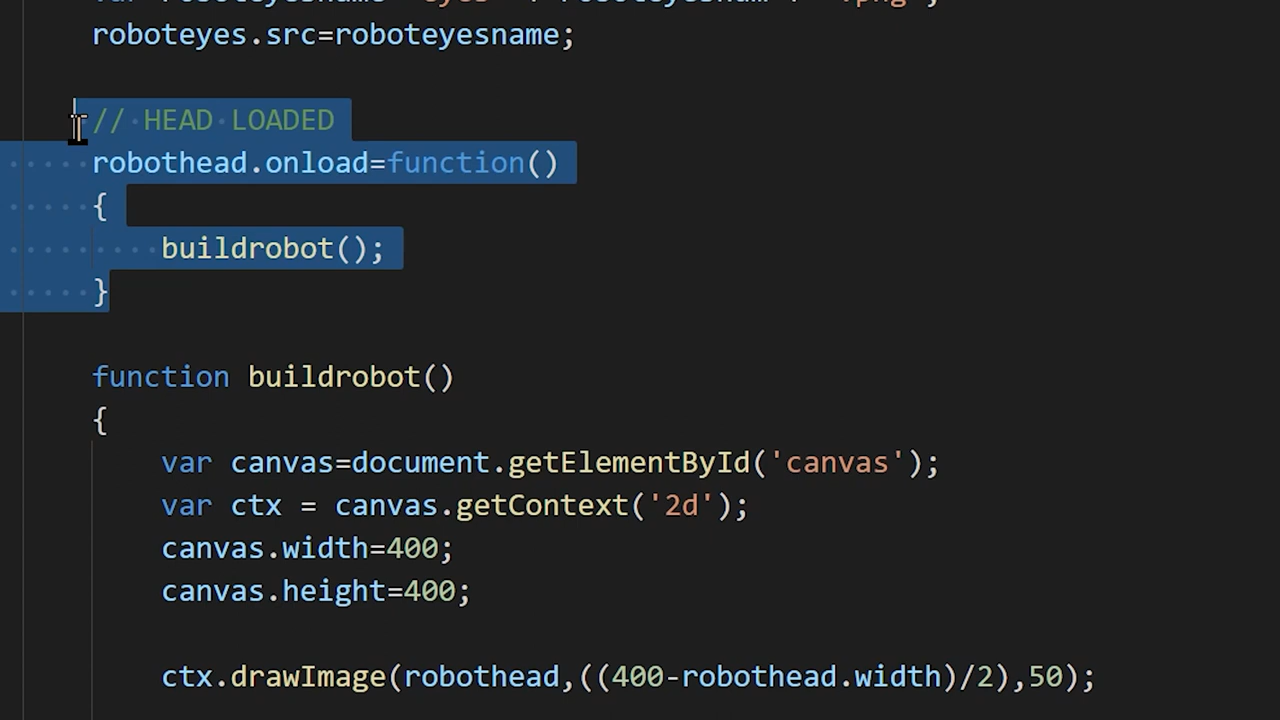 roboteyes.src=roboteyesname;
// HEAD LOADED
robothead.onload=function()
{
buildrobot();
}
function buildrobot()
{
var canvas=document.getElementById('canvas');
var ctx = canvas.getContext('2d');
canvas.width=400;
canvas.height=400;
ctx.drawImage(robothead,((400-robothead.width)/2),50);